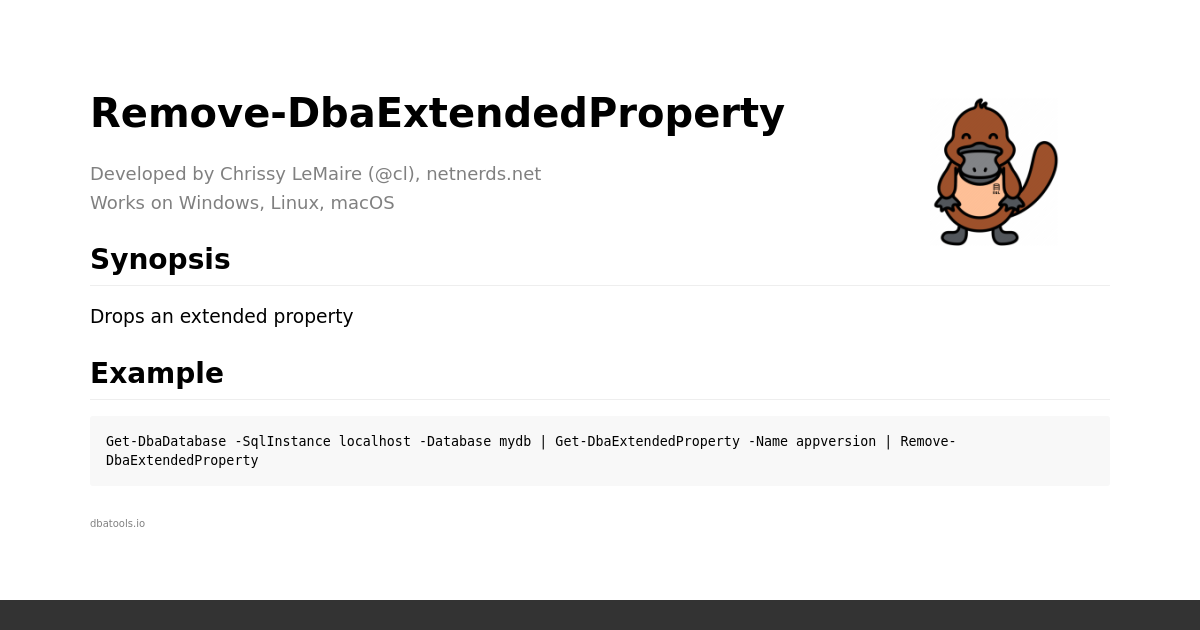 Remove-DbaExtendedProperty
Developed by Chrissy LeMaire (@cl), netnerds.net
Works on Windows, Linux, macOS
Synopsis
Drops an extended property
Example
Get-DbaDatabase -SqlInstance localhost -Database mydb | Get-DbaExtendedProperty -Name appversion | Remove-
DbaExtendedProperty
dbatools.io